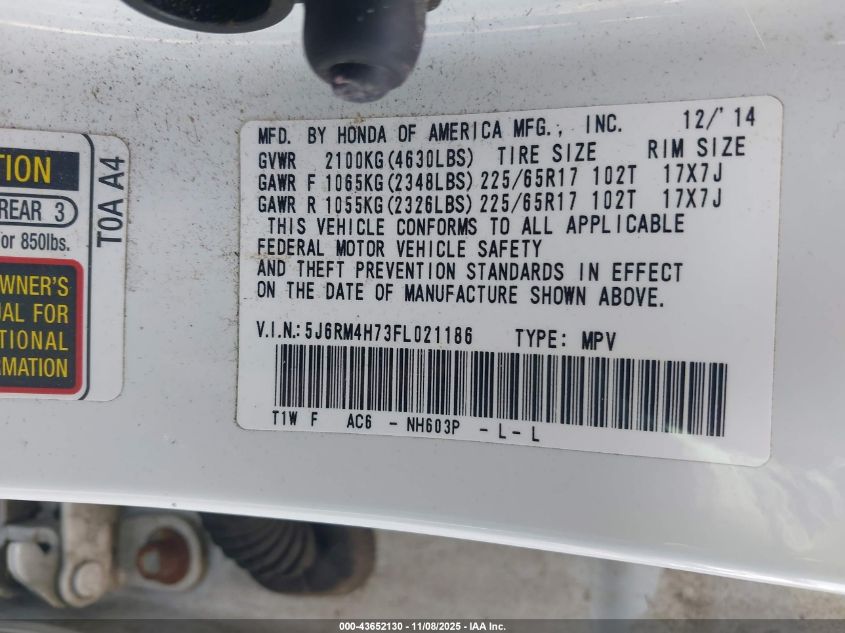 TION
REAR 3
or 850lbs.
WNER'S
UAL FOR
TIONAL
RMATION
T0A A4
MFD. BY HONDA OF AMERICA MFG., INC. 12/'14
GVWR 2100KG(4630LBS) TIRE SIZE RIM SIZE
GAWR F 1065KG(2348LBS) 225/65R17 102T 17X7J
GAWR R 1055KG(2326LBS) 225/65R17 102T 17X7J
THIS VEHICLE CONFORMS TO ALL APPLICABLE
FEDERAL MOTOR VEHICLE SAFETY
AND THEFT PREVENTION STANDARDS IN EFFECT
ON THE DATE OF MANUFACTURE SHOWN ABOVE.
V.I.N.: 5J6RM4H73FL021186 TYPE: MPV
T1W F AC6 - NH603P - L - L
000-43652130 - 11/08/2025 - IAA Inc.